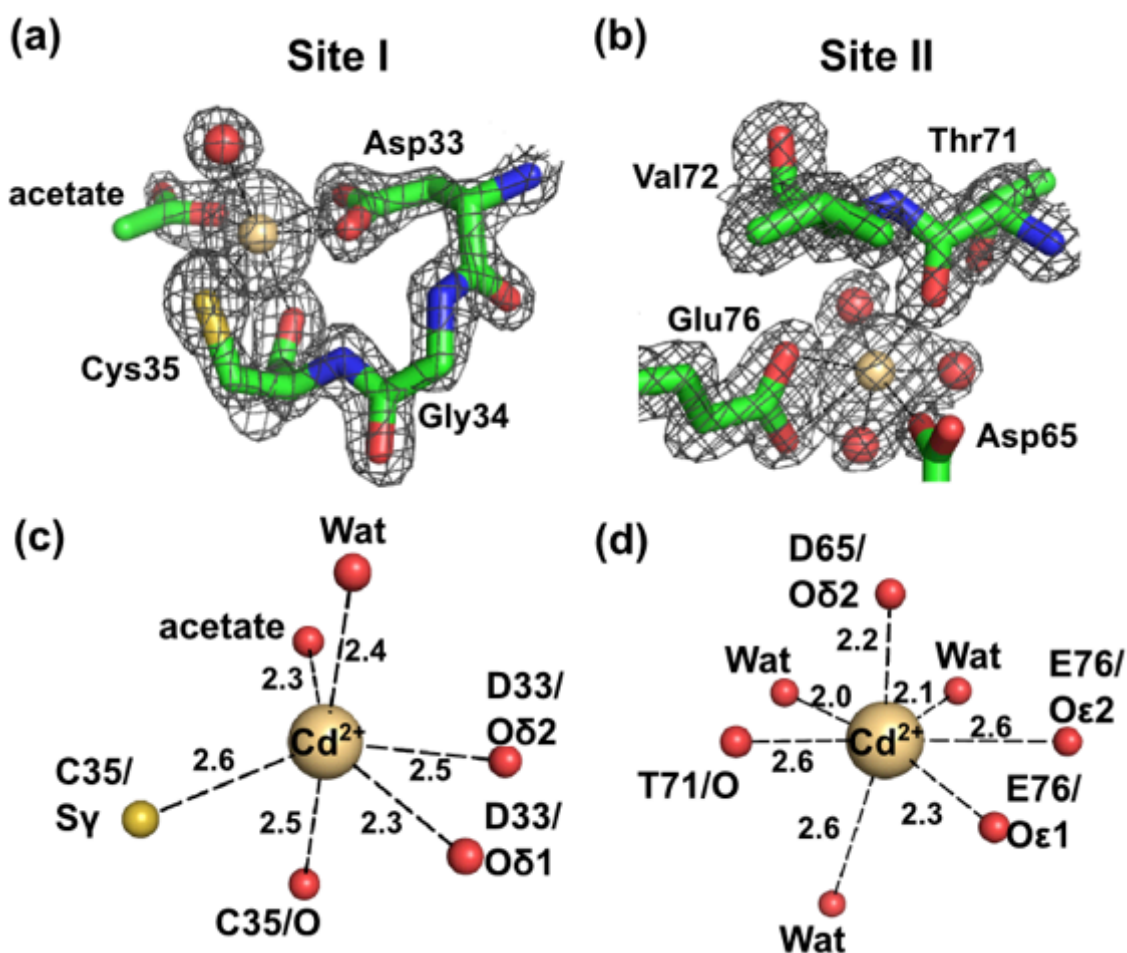 (a)
Site I
acetate
Asp33
Cys35
Gly34
(b)
Site II
Val72
Thr71
Glu76
Asp65
(c)
Wat
acetate
2.4
2.3
D33/
Oδ2
2.5
2.6
C35/
Sγ
Cd²⁺
2.5
2.3
D33/
Oδ1
C35/O
(d)
D65/
Oδ2
2.2
Wat
Wat
2.0
2.1
E76/
Oε2
2.6
Cd²⁺
2.6
T71/O
E76/
Oε1
2.3
2.6
Wat